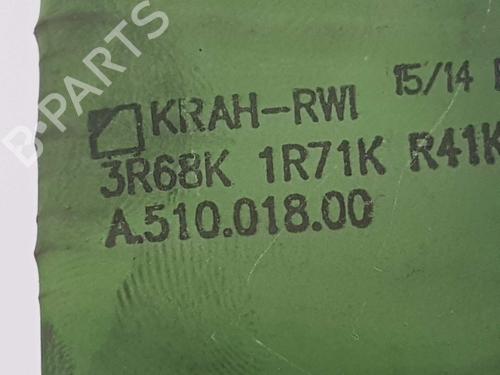 KRAH-RWI 15/14
3R68K 1R71K R41K
A.510.018.00
B-PARTS